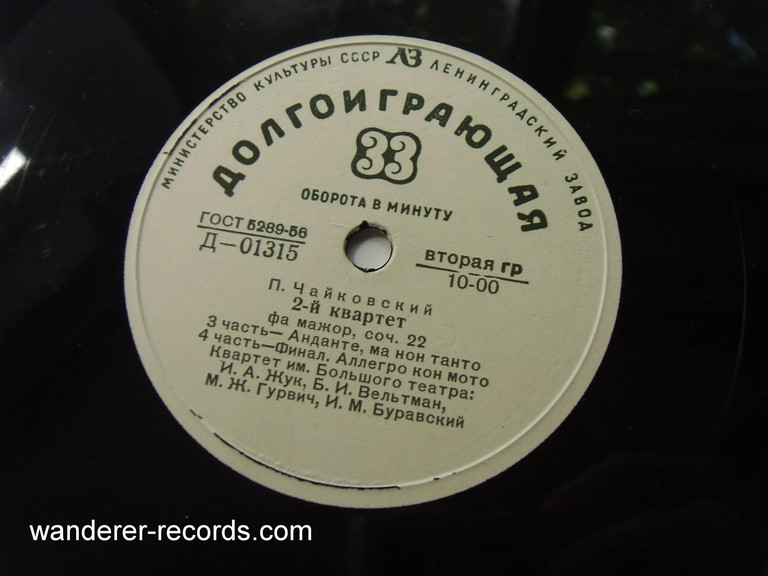 МИНИСТЕРСТВО КУЛЬТУРЫ СССР ЛЗ ЛЕНИНГРАДСКИЙ ЗАВОД
ДОЛГОИГРАЮЩАЯ
33
ОБОРОТА В МИНУТУ
ГОСТ 5289-56
Д—01315
вторая гр
10-00
П. Чайковский
2-й квартет
фа мажор, соч. 22
3 часть— Анданте, ма нон танто
4 часть—Финал. Аллегро кон мото
Квартет им. Большого театра:
И. А. Жук, Б. И. Вельтман,
М. Ж. Гурвич, И. М. Буравский
wanderer-records.com